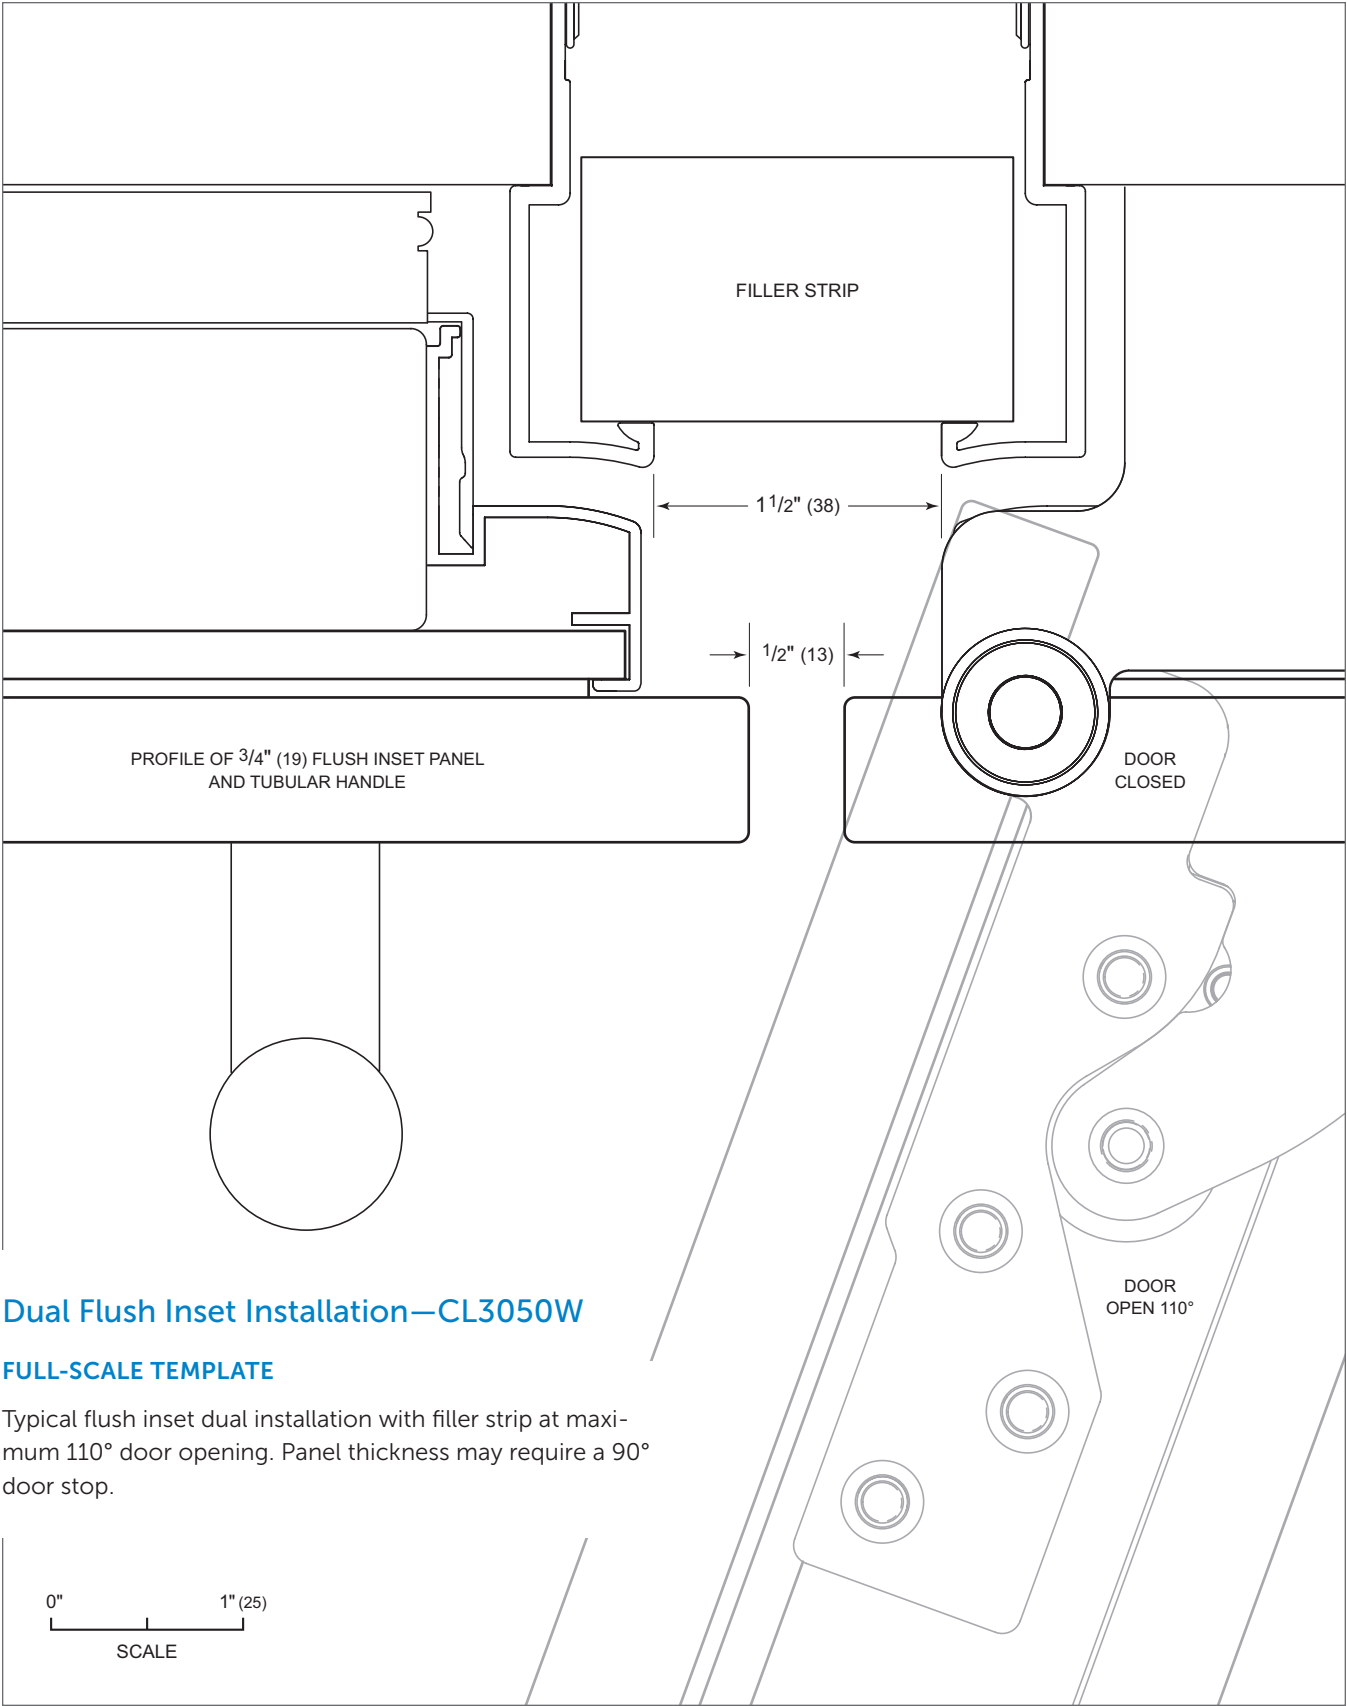 FILLER STRIP
1 1/2" (38)
1/2" (13)
PROFILE OF 3/4" (19) FLUSH INSET PANEL
AND TUBULAR HANDLE
DOOR
CLOSED
DOOR
OPEN 110°
Dual Flush Inset Installation—CL3050W
FULL-SCALE TEMPLATE
Typical flush inset dual installation with filler strip at maxi-
mum 110° door opening. Panel thickness may require a 90°
door stop.
0" 1" (25)
SCALE